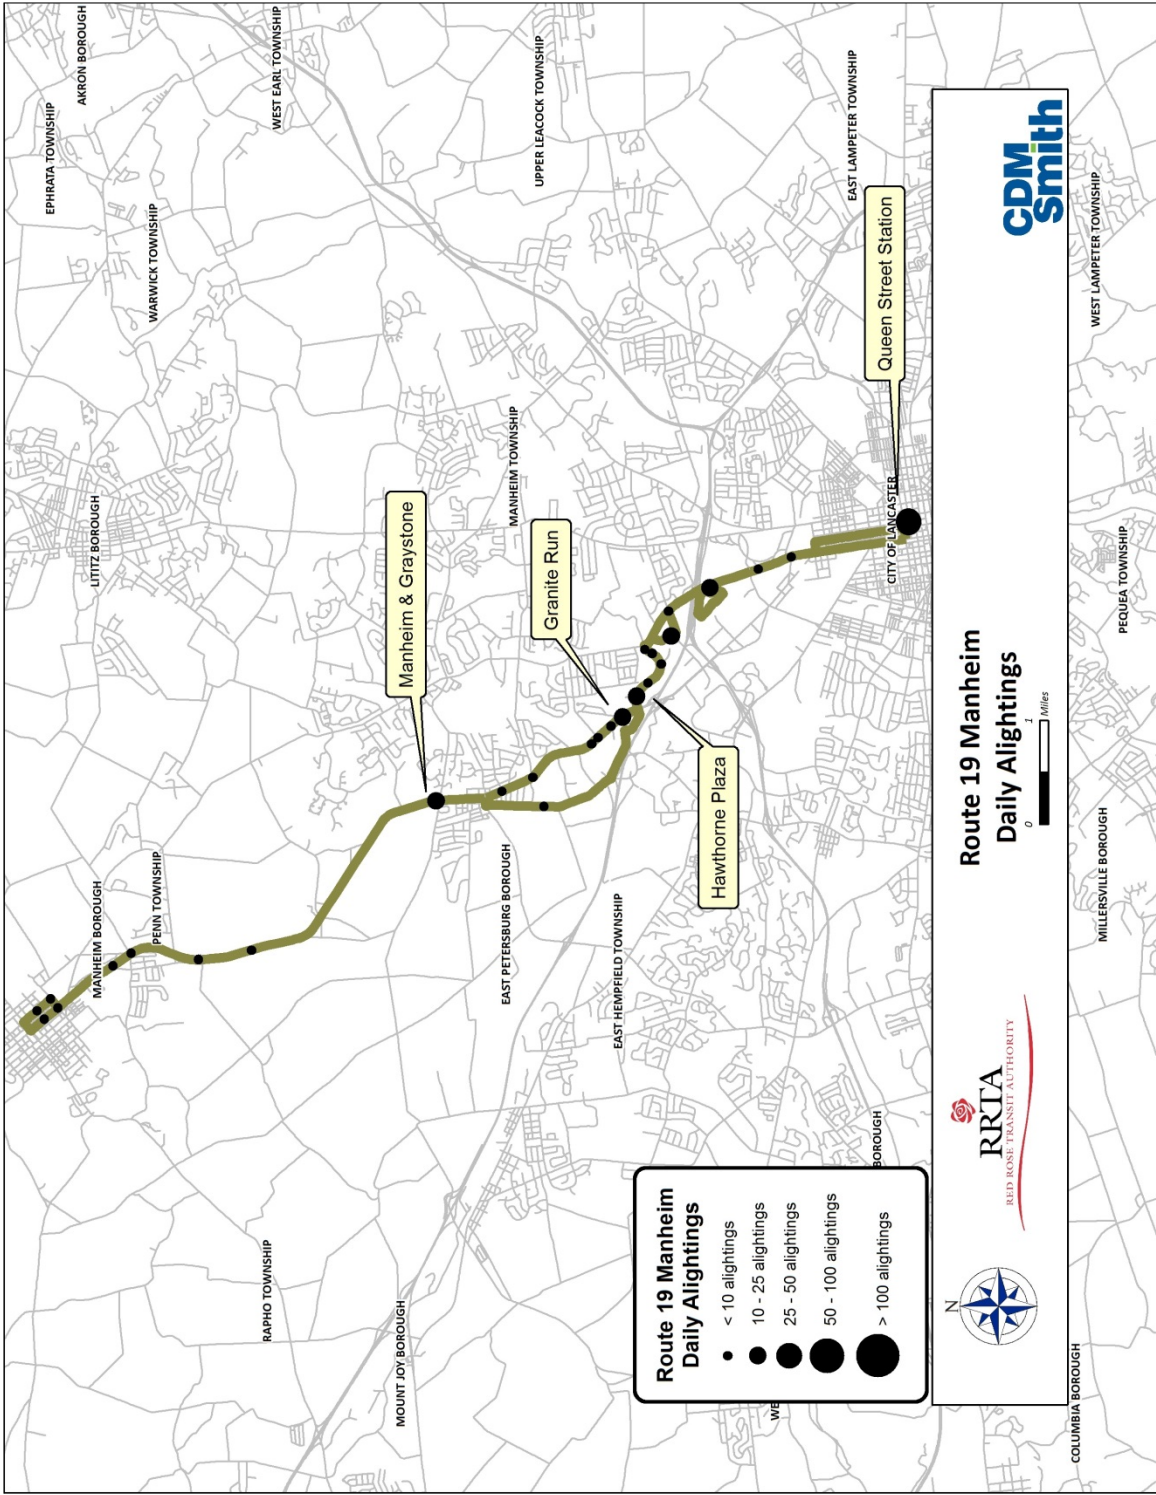 AKRON BOROUGH
EPHRATA TOWNSHIP
WEST EARL TOWNSHIP
WARWICK TOWNSHIP
UPPER LEACOCK TOWNSHIP
EAST LAMPETER TOWNSHIP
WEST LAMPETER TOWNSHIP
LITITZ BOROUGH
MANHEIM TOWNSHIP
Manheim & Graystone
Granite Run
Queen Street Station
CITY OF LANCASTER
PEQUEA TOWNSHIP
Hawthorne Plaza
MANHEIM BOROUGH
PENN TOWNSHIP
EAST PETERSBURG BOROUGH
EAST HEMPFIELD TOWNSHIP
MILLERSVILLE BOROUGH
RAPHO TOWNSHIP
MOUNT JOY BOROUGH
BOROUGH
WE
COLUMBIA BOROUGH
Route 19 Manheim
Daily Alightings
< 10 alightings
10 - 25 alightings
25 - 50 alightings
50 - 100 alightings
> 100 alightings
N
RRTA
RED ROSE TRANSIT AUTHORITY
Route 19 Manheim
Daily Alightings
0 1
Miles
CDM
Smith